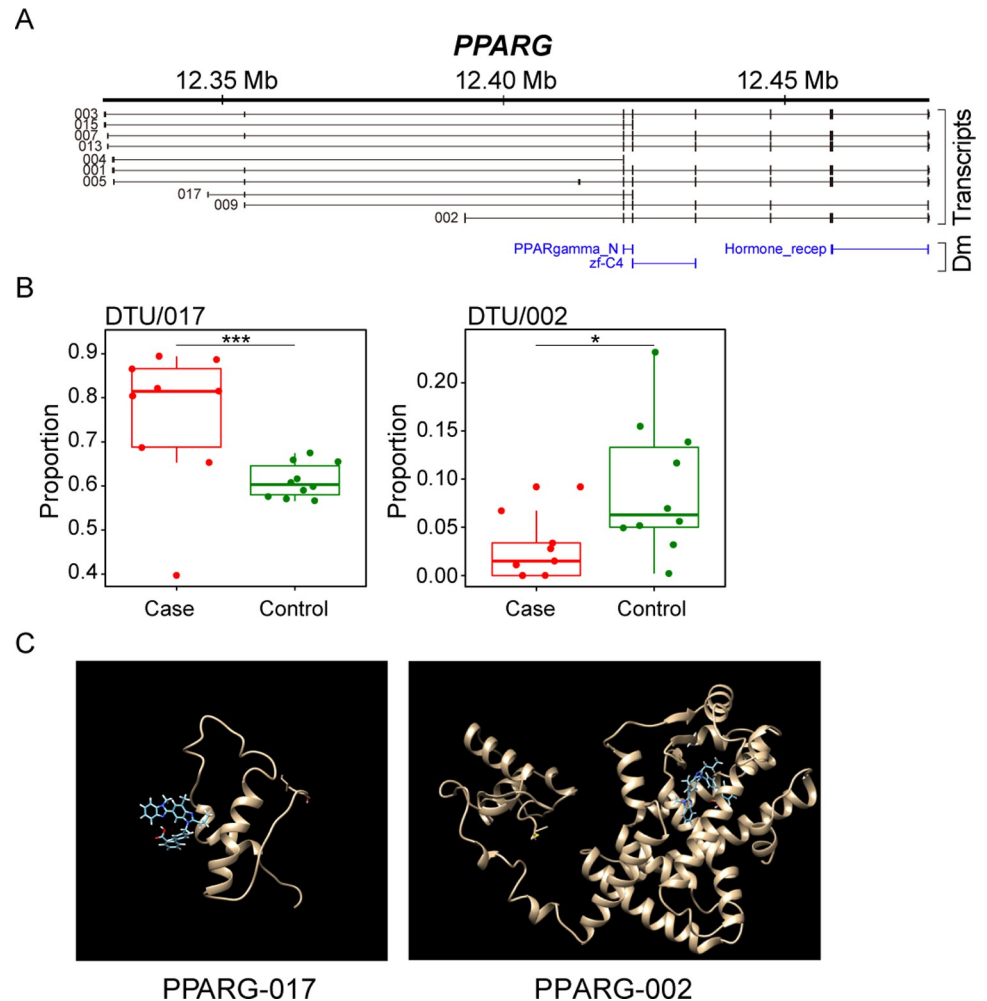 A
PPARG
12.35 Mb 12.40 Mb 12.45 Mb
003
015
007
013
004
001
005
017
009
002
Transcripts
PPARgamma_N
Hormone_recep
zf-C4
Dm
B
DTU/017
***
0.9
0.8
0.7
0.6
0.5
0.4
Proportion
Case Control
DTU/002
*
0.20
0.15
0.10
0.05
0.00
Proportion
Case Control
C
PPARG-017 PPARG-002